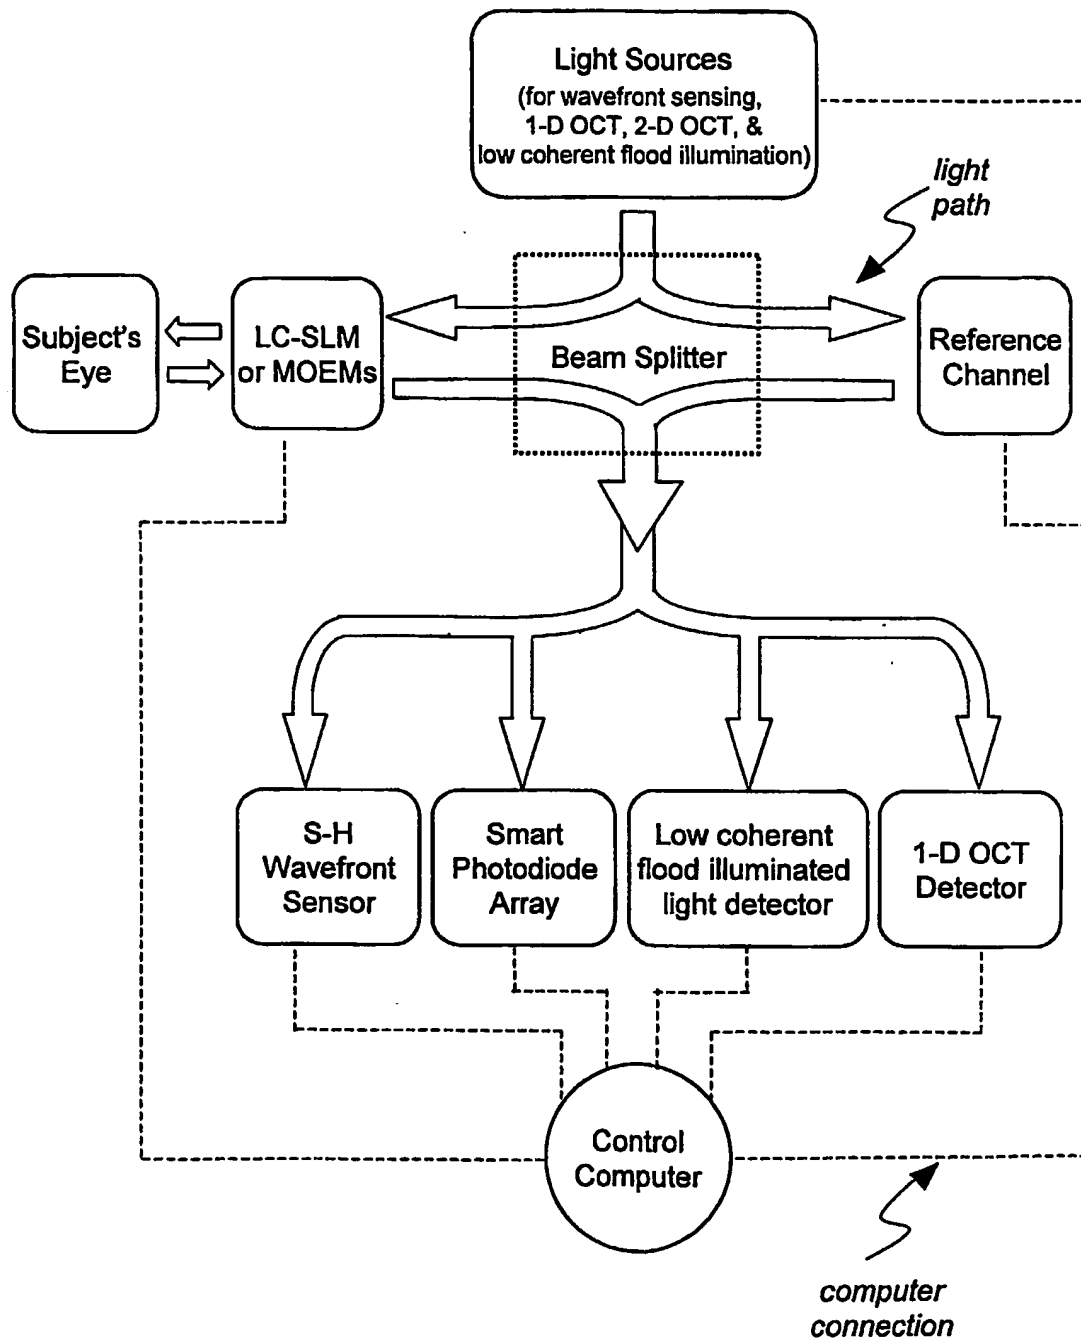 Light Sources
(for wavefront sensing,
1-D OCT, 2-D OCT, &
low coherent flood illumination)
light
path
Subject's
Eye
LC-SLM
or MOEMs
Beam Splitter
Reference
Channel
S-H
Wavefront
Sensor
Smart
Photodiode
Array
Low coherent
flood illuminated
light detector
1-D OCT
Detector
Control
Computer
computer
connection